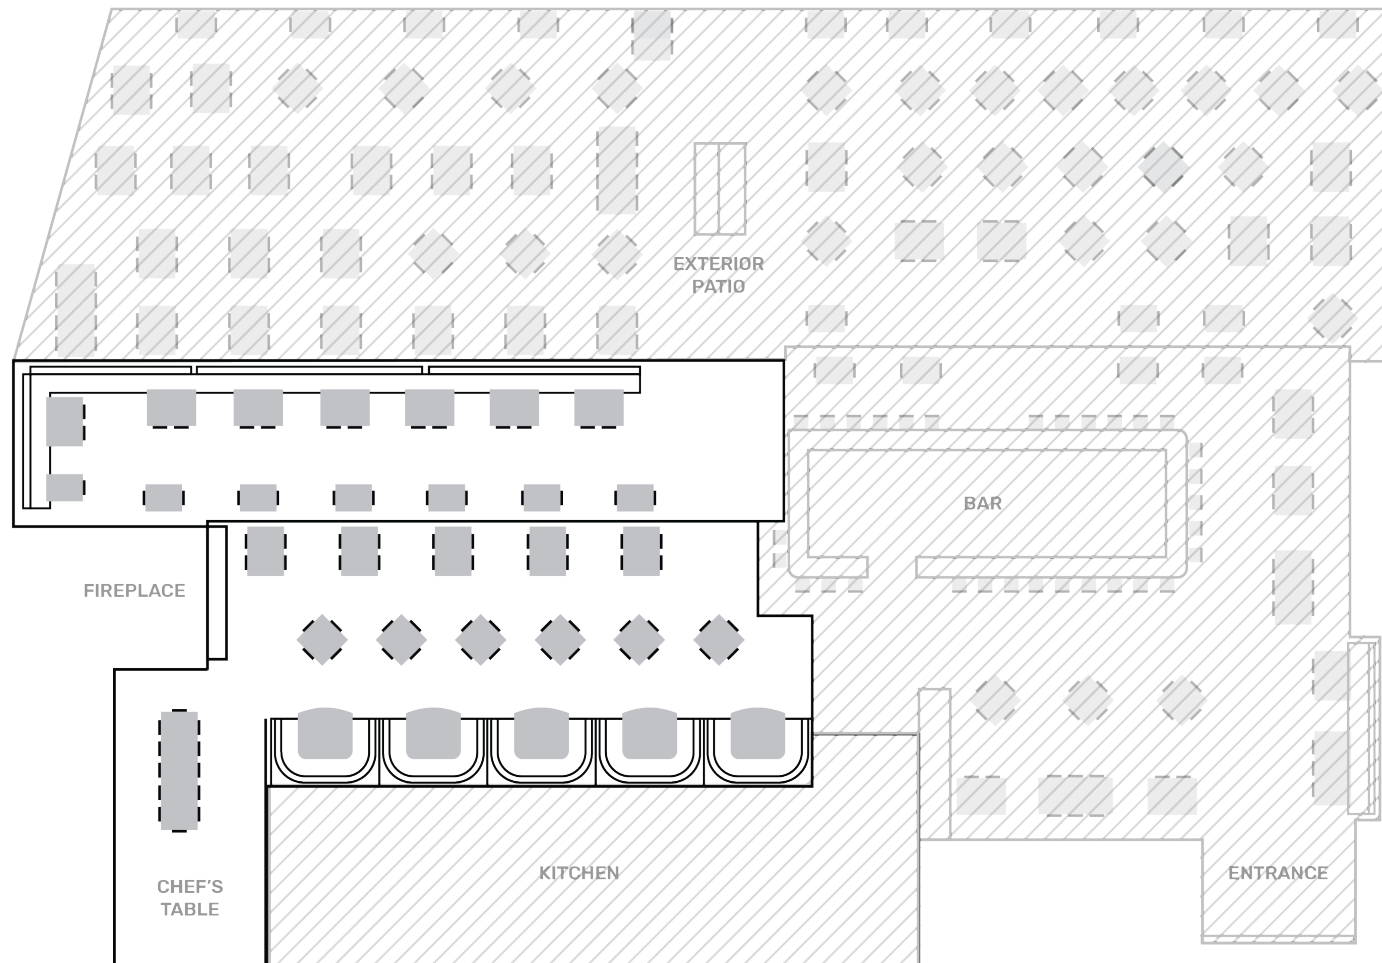 EXTERIOR
PATIO
BAR
FIREPLACE
CHEF'S
TABLE
KITCHEN
ENTRANCE